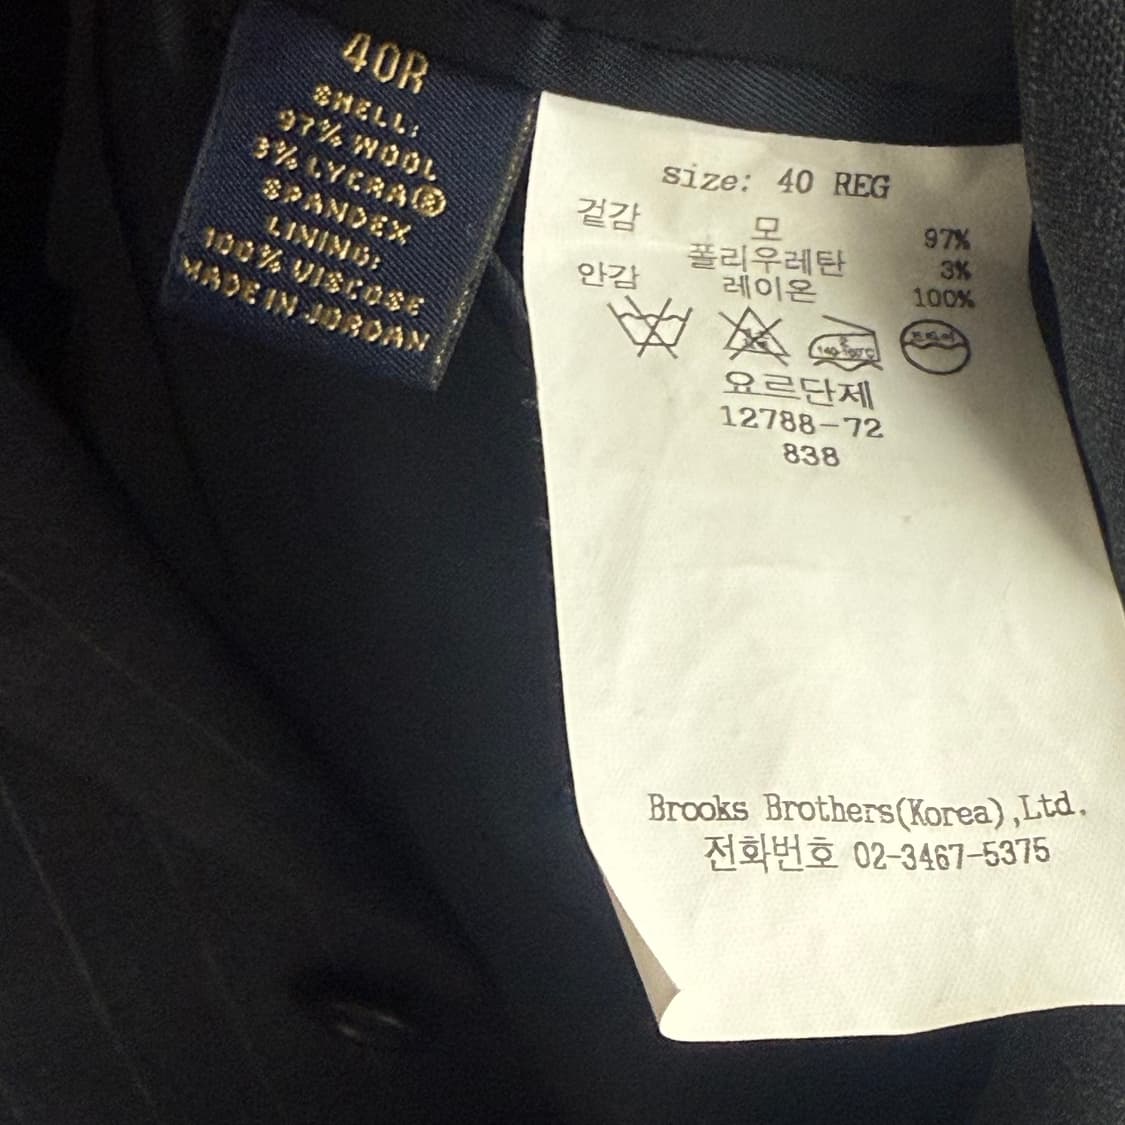 40R
SHELL:
97% WOOL
3% LYCRA®
SPANDEX
LINING:
100% VISCOSE
MADE IN JORDAN
size: 40 REG
겉감 모 97%
폴리우레탄 3%
안감 레이온 100%
요르단제
12788-72
838
Brooks Brothers(Korea),Ltd.
전화번호 02-3467-5375